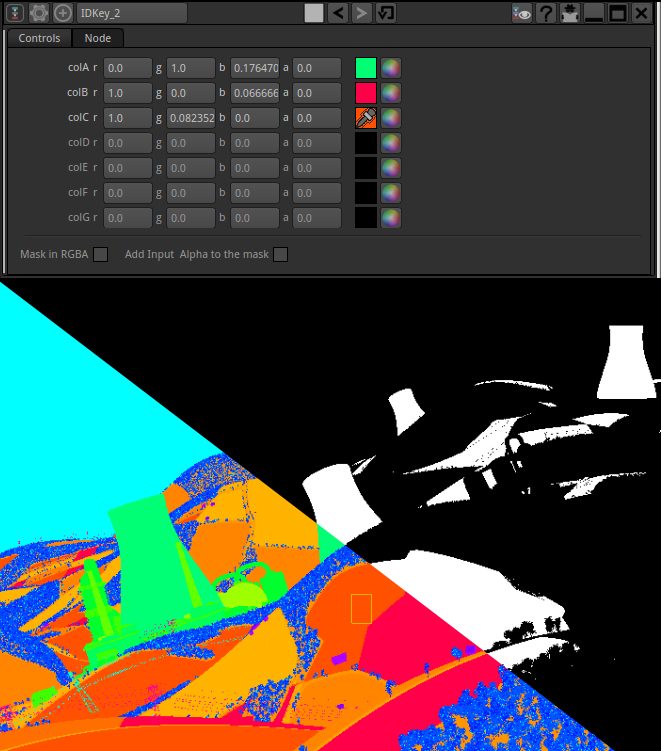 IDKey_2
Controls Node
colA r 0.0 g 1.0 b 0.176470 a 0.0
colB r 1.0 g 0.0 b 0.066666 a 0.0
colC r 1.0 g 0.082352 b 0.0 a 0.0
colD r 0.0 g 0.0 b 0.0 a 0.0
colE r 0.0 g 0.0 b 0.0 a 0.0
colF r 0.0 g 0.0 b 0.0 a 0.0
colG r 0.0 g 0.0 b 0.0 a 0.0
Mask in RGBA Add Input Alpha to the mask